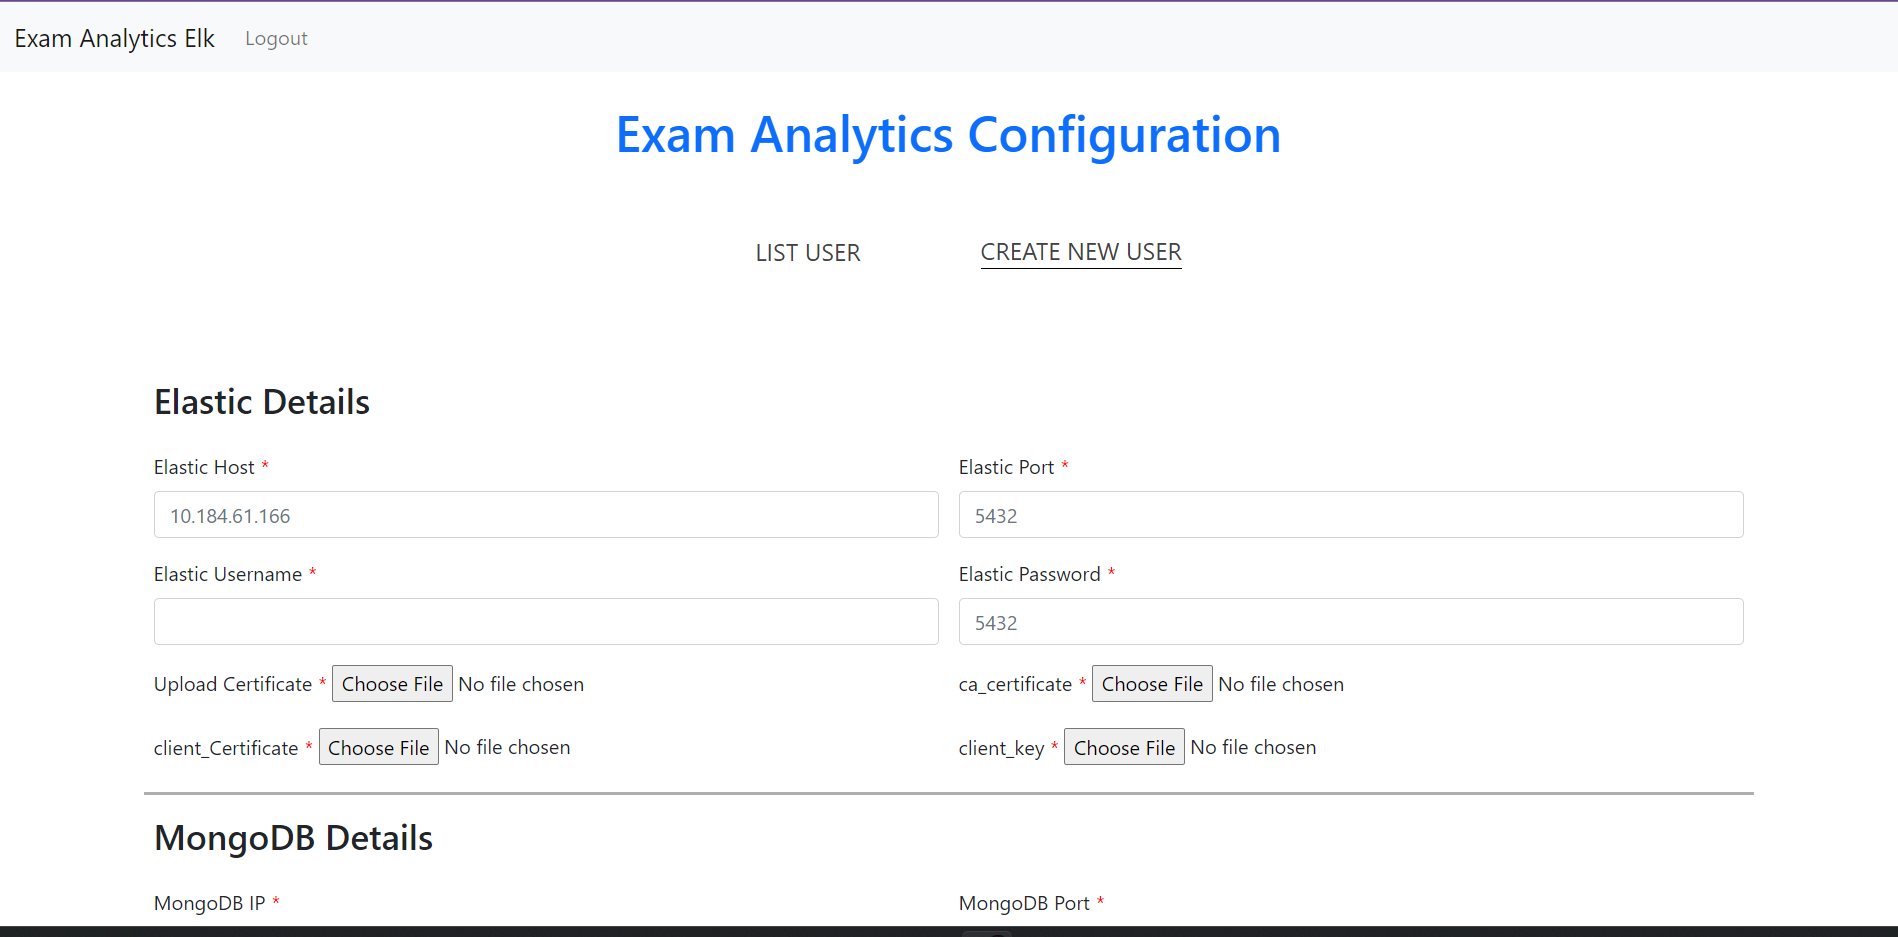 Exam Analytics Elk Logout
Exam Analytics Configuration
LIST USER CREATE NEW USER
Elastic Details
Elastic Host * Elastic Port *
10.184.61.166 5432
Elastic Username * Elastic Password *
5432
Upload Certificate * Choose File No file chosen ca_certificate * Choose File No file chosen
client_Certificate * Choose File No file chosen client_key * Choose File No file chosen
MongoDB Details
MongoDB IP * MongoDB Port *